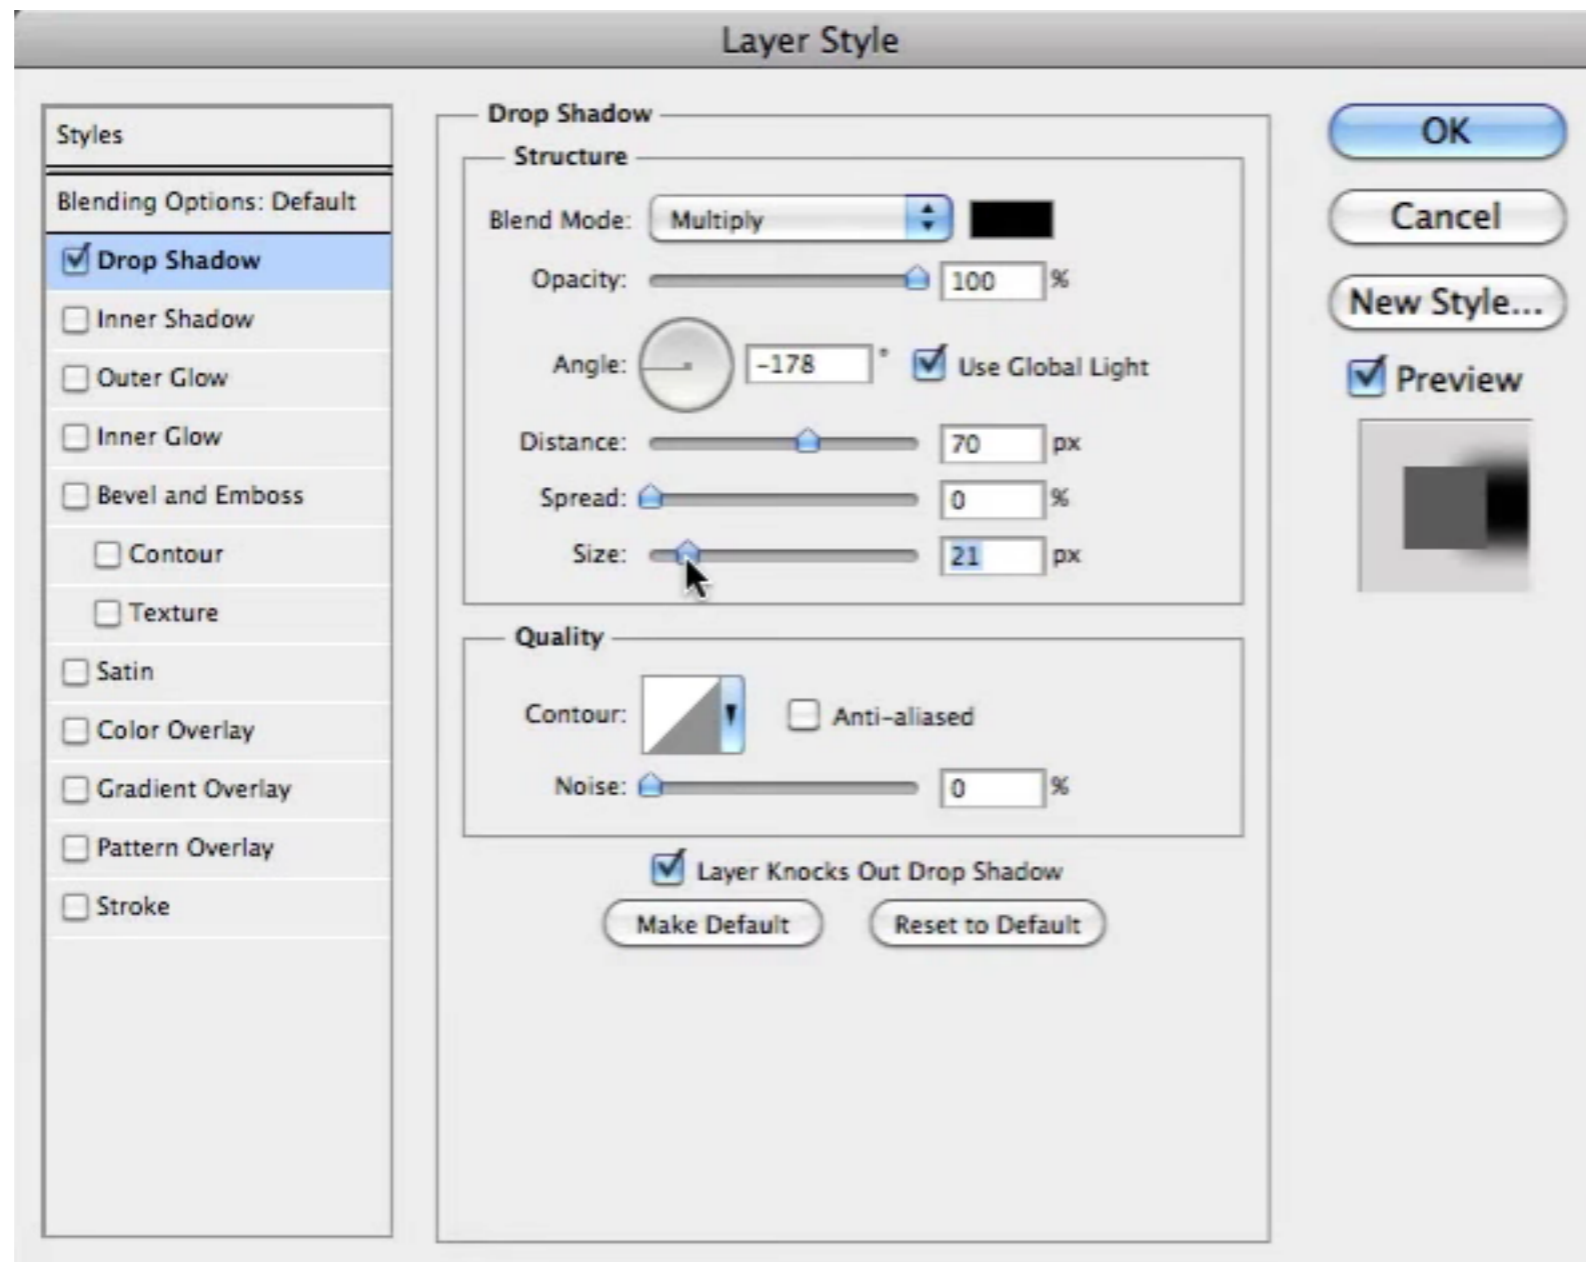 Layer Style
Styles
Blending Options: Default
Drop Shadow
Inner Shadow
Outer Glow
Inner Glow
Bevel and Emboss
Contour
Texture
Satin
Color Overlay
Gradient Overlay
Pattern Overlay
Stroke
Drop Shadow
Structure
Blend Mode: Multiply
Opacity: 100 %
Angle: -178 ° Use Global Light
Distance: 70 px
Spread: 0 %
Size: 21 px
Quality
Contour: Anti-aliased
Noise: 0 %
Layer Knocks Out Drop Shadow
Make Default Reset to Default
OK
Cancel
New Style...
Preview